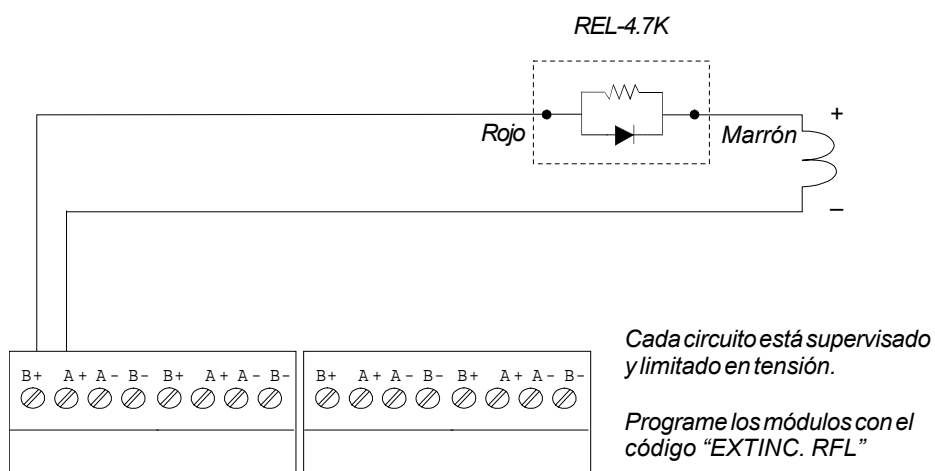 REL-4.7K
+
Rojo
Marrón
–
Cada circuito está supervisado
y limitado en tensión.
B+ A+ A- B- B+ A+ A- B-
B+ A+ A- B- B+ A+ A- B-
Programe los módulos con el
código “EXTINC. RFL”